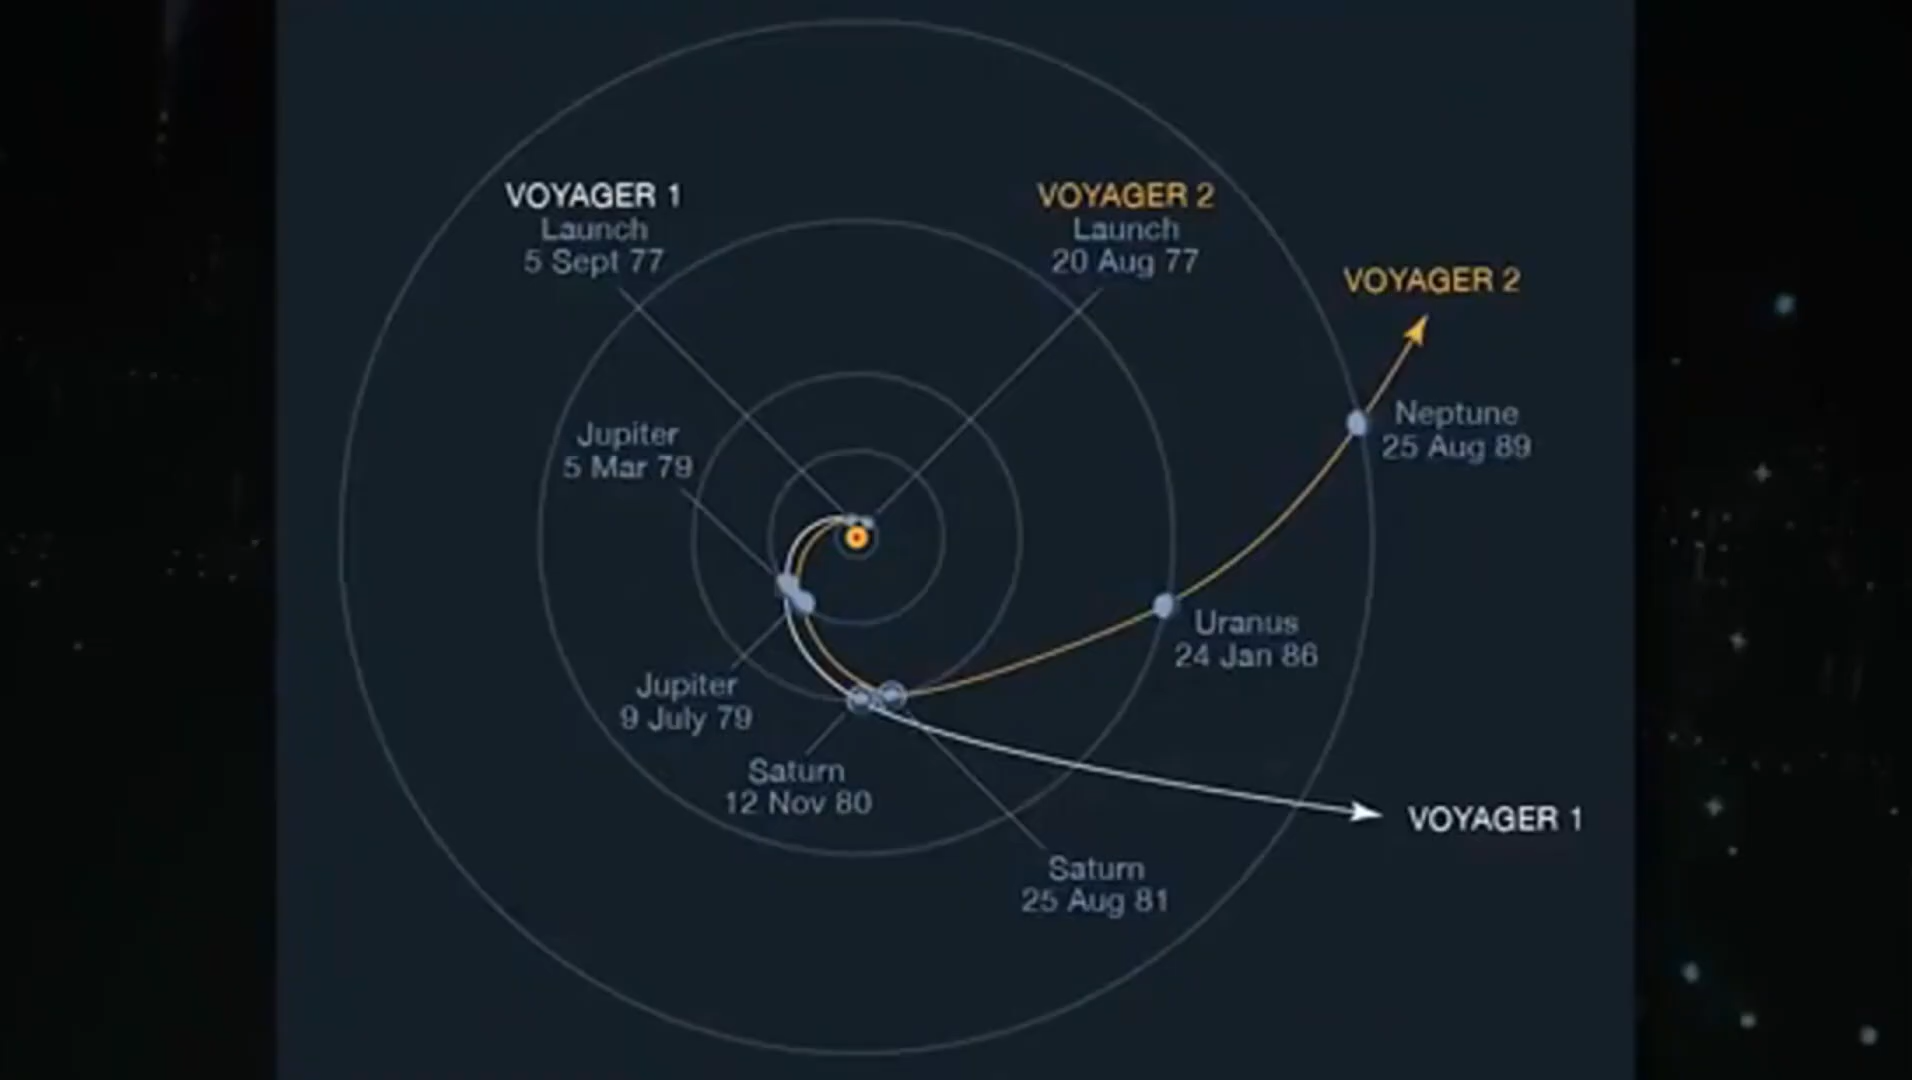 VOYAGER 1
Launch
5 Sept 77
VOYAGER 2
Launch
20 Aug 77
VOYAGER 2
Neptune
25 Aug 89
Jupiter
5 Mar 79
Uranus
24 Jan 86
Jupiter
9 July 79
Saturn
12 Nov 80
VOYAGER 1
Saturn
25 Aug 81